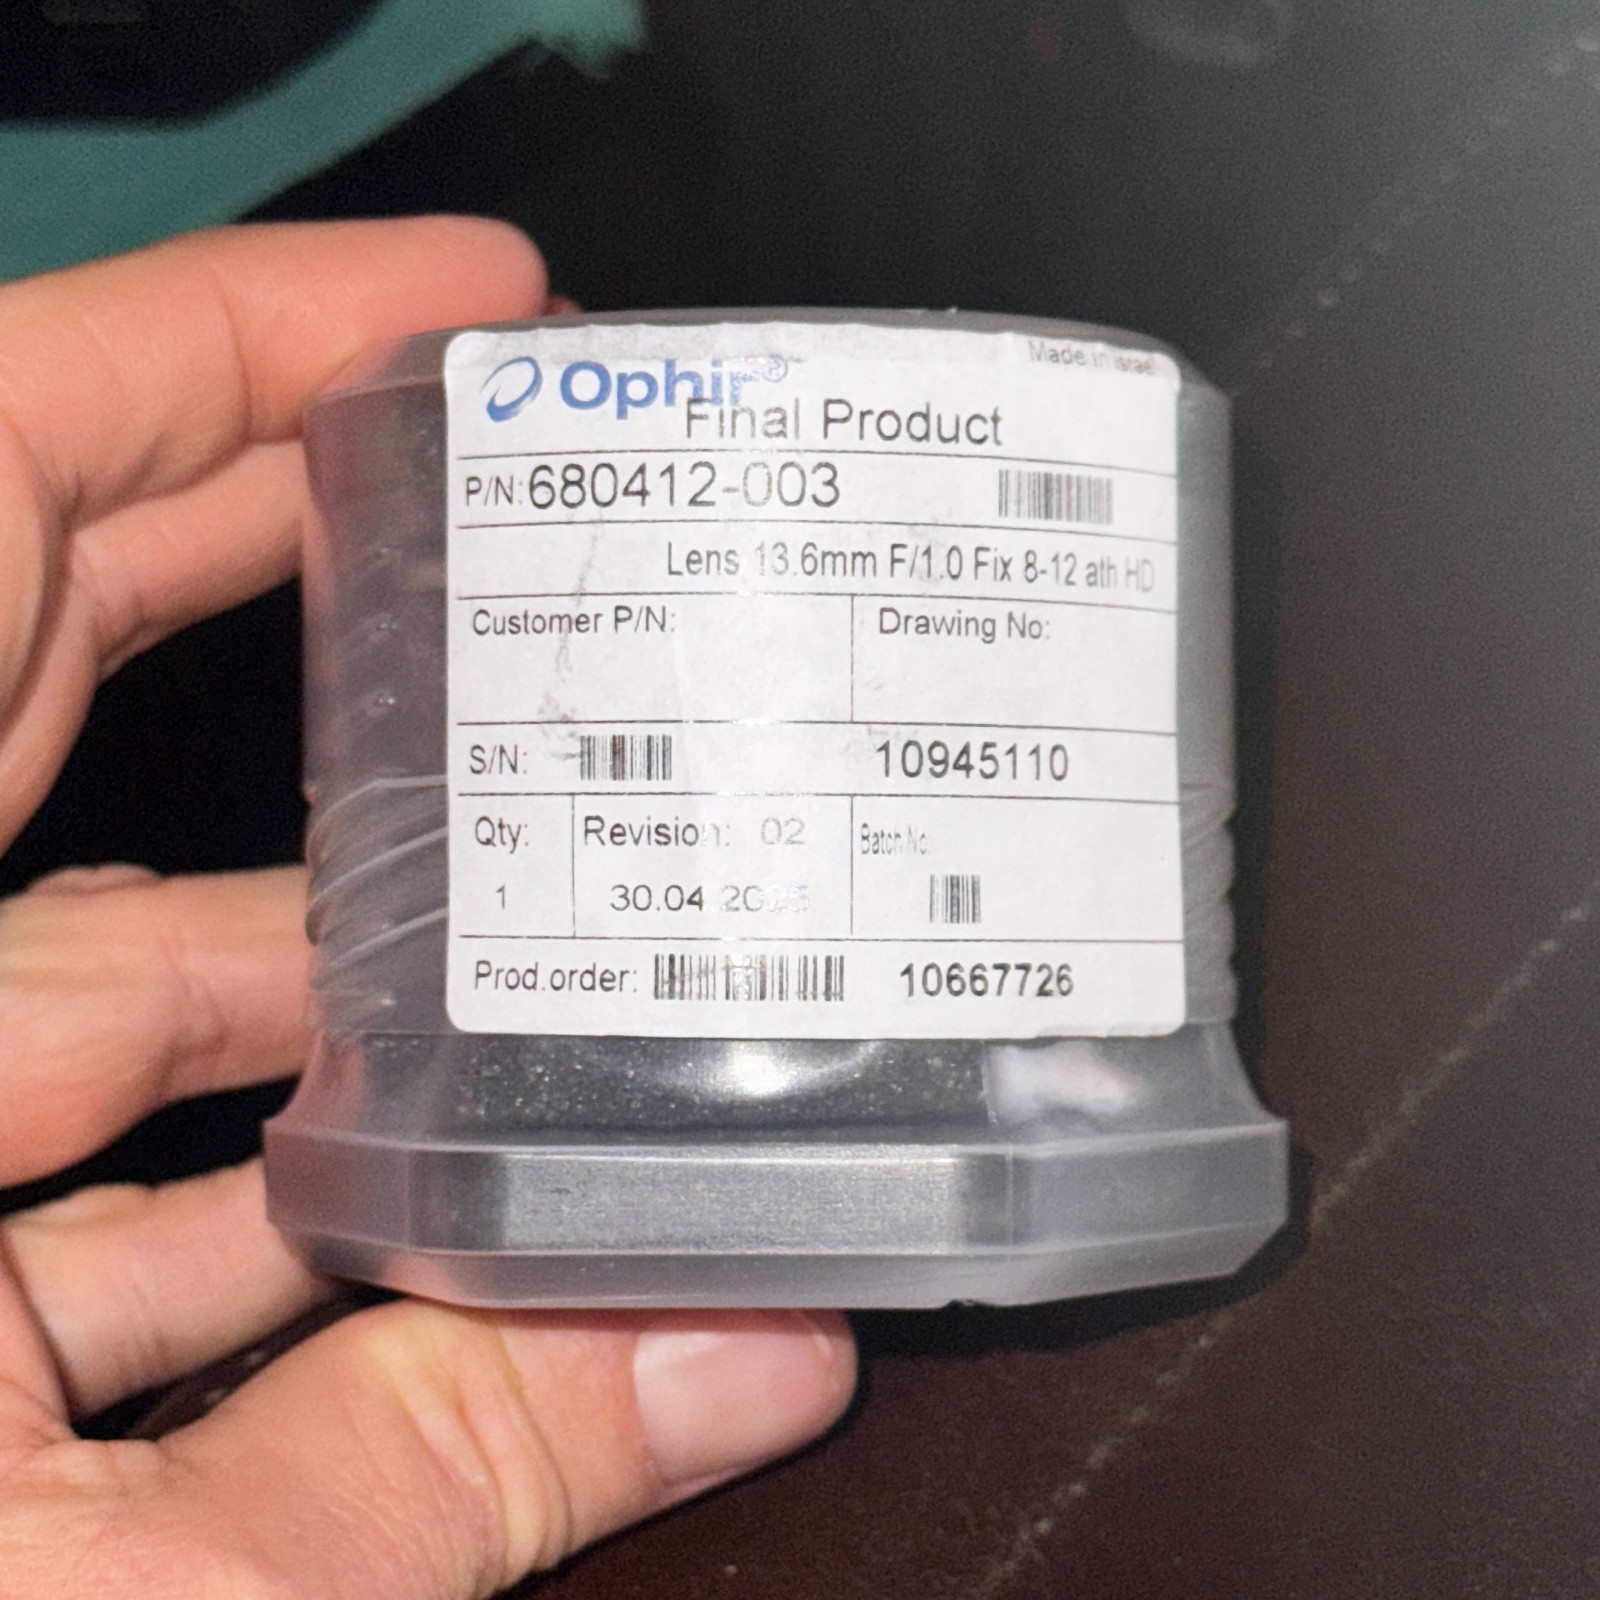 Ophir®
Made in Israel
Final Product
P/N: 680412-003
Lens 13.6mm F/1.0 Fix 8-12 ath HD
Customer P/N:
Drawing No:
S/N: 10945110
Qty: Revision: 02 Batch No:
1 30.04
Prod.order: 10667726